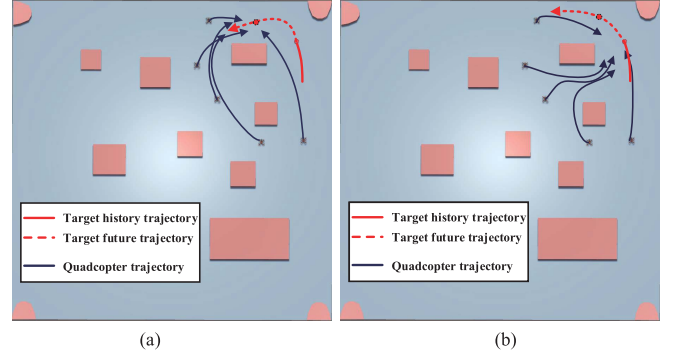 Target history trajectory
Target future trajectory
Quadcopter trajectory
Target history trajectory
Target future trajectory
Quadcopter trajectory
(a)
(b)